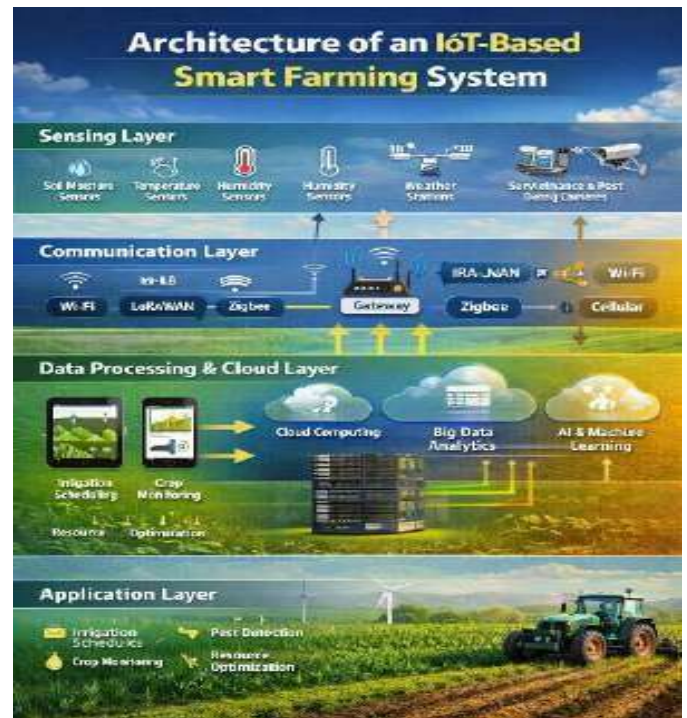 Architecture of an IóT-Based
Smart Farming System
Sensing Layer
Soil Moisture
Sensors
Temperature
Sensors
Humidity
Sensors
Humidity
Sensors
Weather
Stations
Communication Layer
Wi-Fi
LoRaWAN
Zigbee
Gateway
IRA-JNAN
Wi-Fi
Zigbee
Cellular
Data Processing & Cloud Layer
Cloud Computing
Big Data
Analytics
AI & Machine
Learning
Irrigation
Scheduling
Crop
Monitoring
Resource
Application Layer
Irrigation
Pest Detection
Crop Monitoring
Resource
Optimization